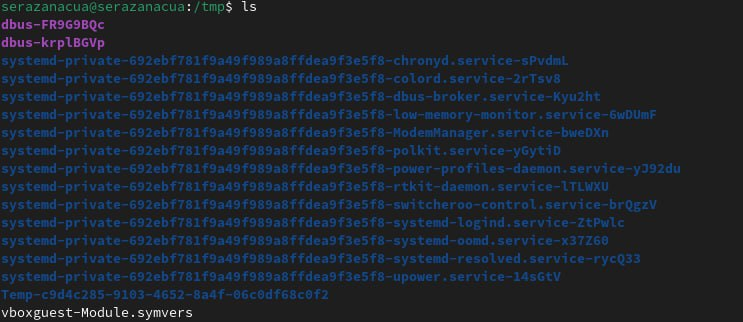 serazanacua@serazanacua:/tmp$ ls
dbus-FR9G9BQc
dbus-krplBGVp
systemd-private-692ebf781f9a49f989a8ffdea9f3e5f8-chronyd.service-sPvdmL
systemd-private-692ebf781f9a49f989a8ffdea9f3e5f8-colord.service-2rTsv8
systemd-private-692ebf781f9a49f989a8ffdea9f3e5f8-dbus-broker.service-Kyu2ht
systemd-private-692ebf781f9a49f989a8ffdea9f3e5f8-low-memory-monitor.service-6wDUmF
systemd-private-692ebf781f9a49f989a8ffdea9f3e5f8-ModemManager.service-bweDXn
systemd-private-692ebf781f9a49f989a8ffdea9f3e5f8-polkit.service-yGytiD
systemd-private-692ebf781f9a49f989a8ffdea9f3e5f8-power-profiles-daemon.service-yJ92du
systemd-private-692ebf781f9a49f989a8ffdea9f3e5f8-rtkit-daemon.service-lTLWXU
systemd-private-692ebf781f9a49f989a8ffdea9f3e5f8-switcheroo-control.service-brQgzV
systemd-private-692ebf781f9a49f989a8ffdea9f3e5f8-systemd-logind.service-ZtPwlc
systemd-private-692ebf781f9a49f989a8ffdea9f3e5f8-systemd-oomd.service-x37Z60
systemd-private-692ebf781f9a49f989a8ffdea9f3e5f8-systemd-resolved.service-rycQ33
systemd-private-692ebf781f9a49f989a8ffdea9f3e5f8-upower.service-14sGtV
Temp-c9d4c285-9103-4652-8a4f-06c0df68c0f2
vboxguest-Module.symvers